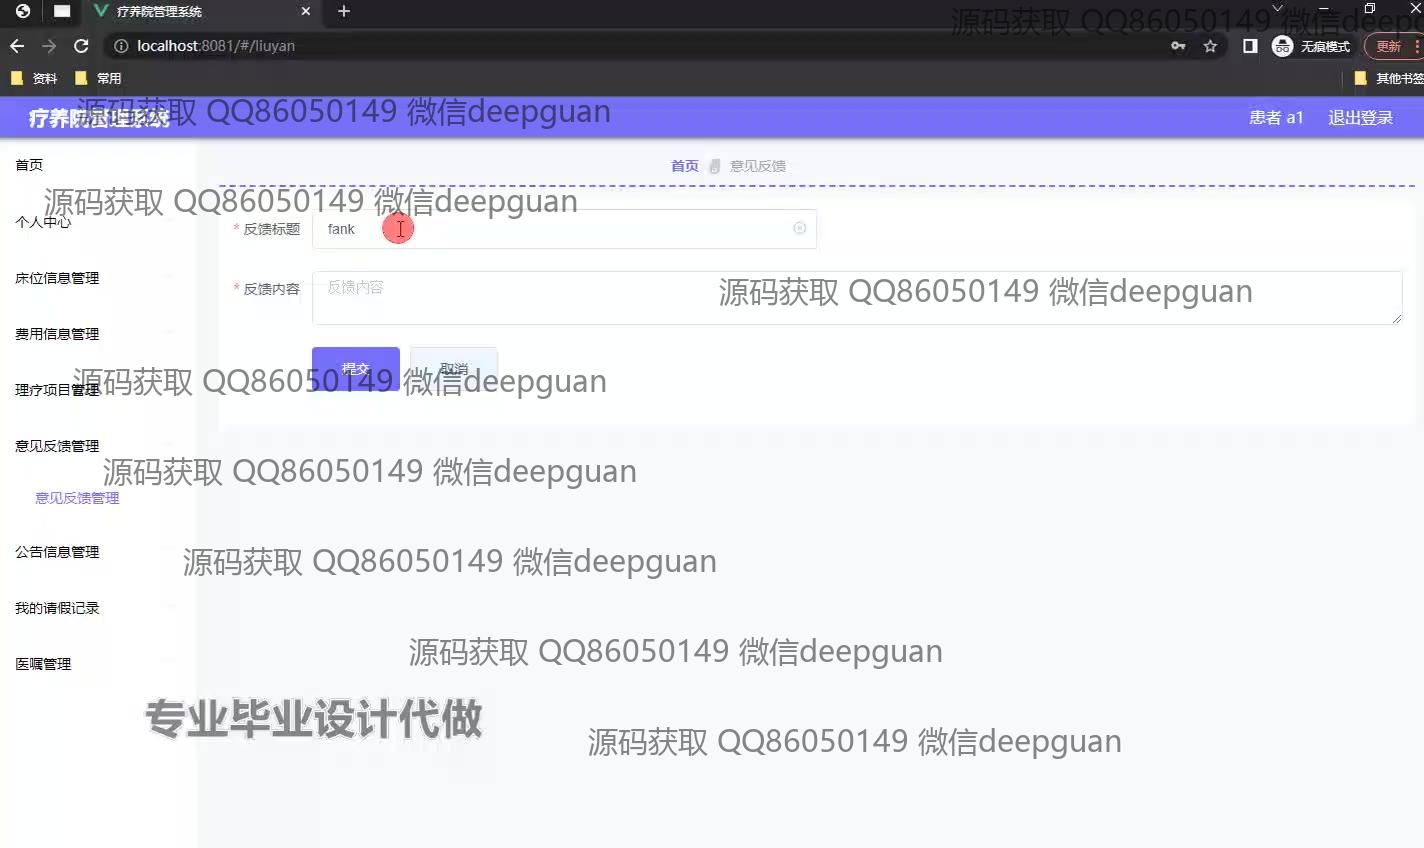 疗养院管理系统
源码获取 QQ86050149 微信deepg
localhost:8081/#/liuyan
无痕模式
更新
资料
常用
其他书签
疗养院管理系统
源码获取 QQ86050149 微信deepguan
患者 a1
退出登录
首页
首页
意见反馈
源码获取 QQ86050149 微信deepguan
个人中心
* 反馈标题
fank
床位信息管理
* 反馈内容
反馈内容
源码获取 QQ86050149 微信deepguan
费用信息管理
提交
取消
理疗项目管理
源码获取 QQ86050149 微信deepguan
意见反馈管理
源码获取 QQ86050149 微信deepguan
意见反馈管理
公告信息管理
源码获取 QQ86050149 微信deepguan
我的请假记录
医嘱管理
源码获取 QQ86050149 微信deepguan
专业毕业设计代做
源码获取 QQ86050149 微信deepguan